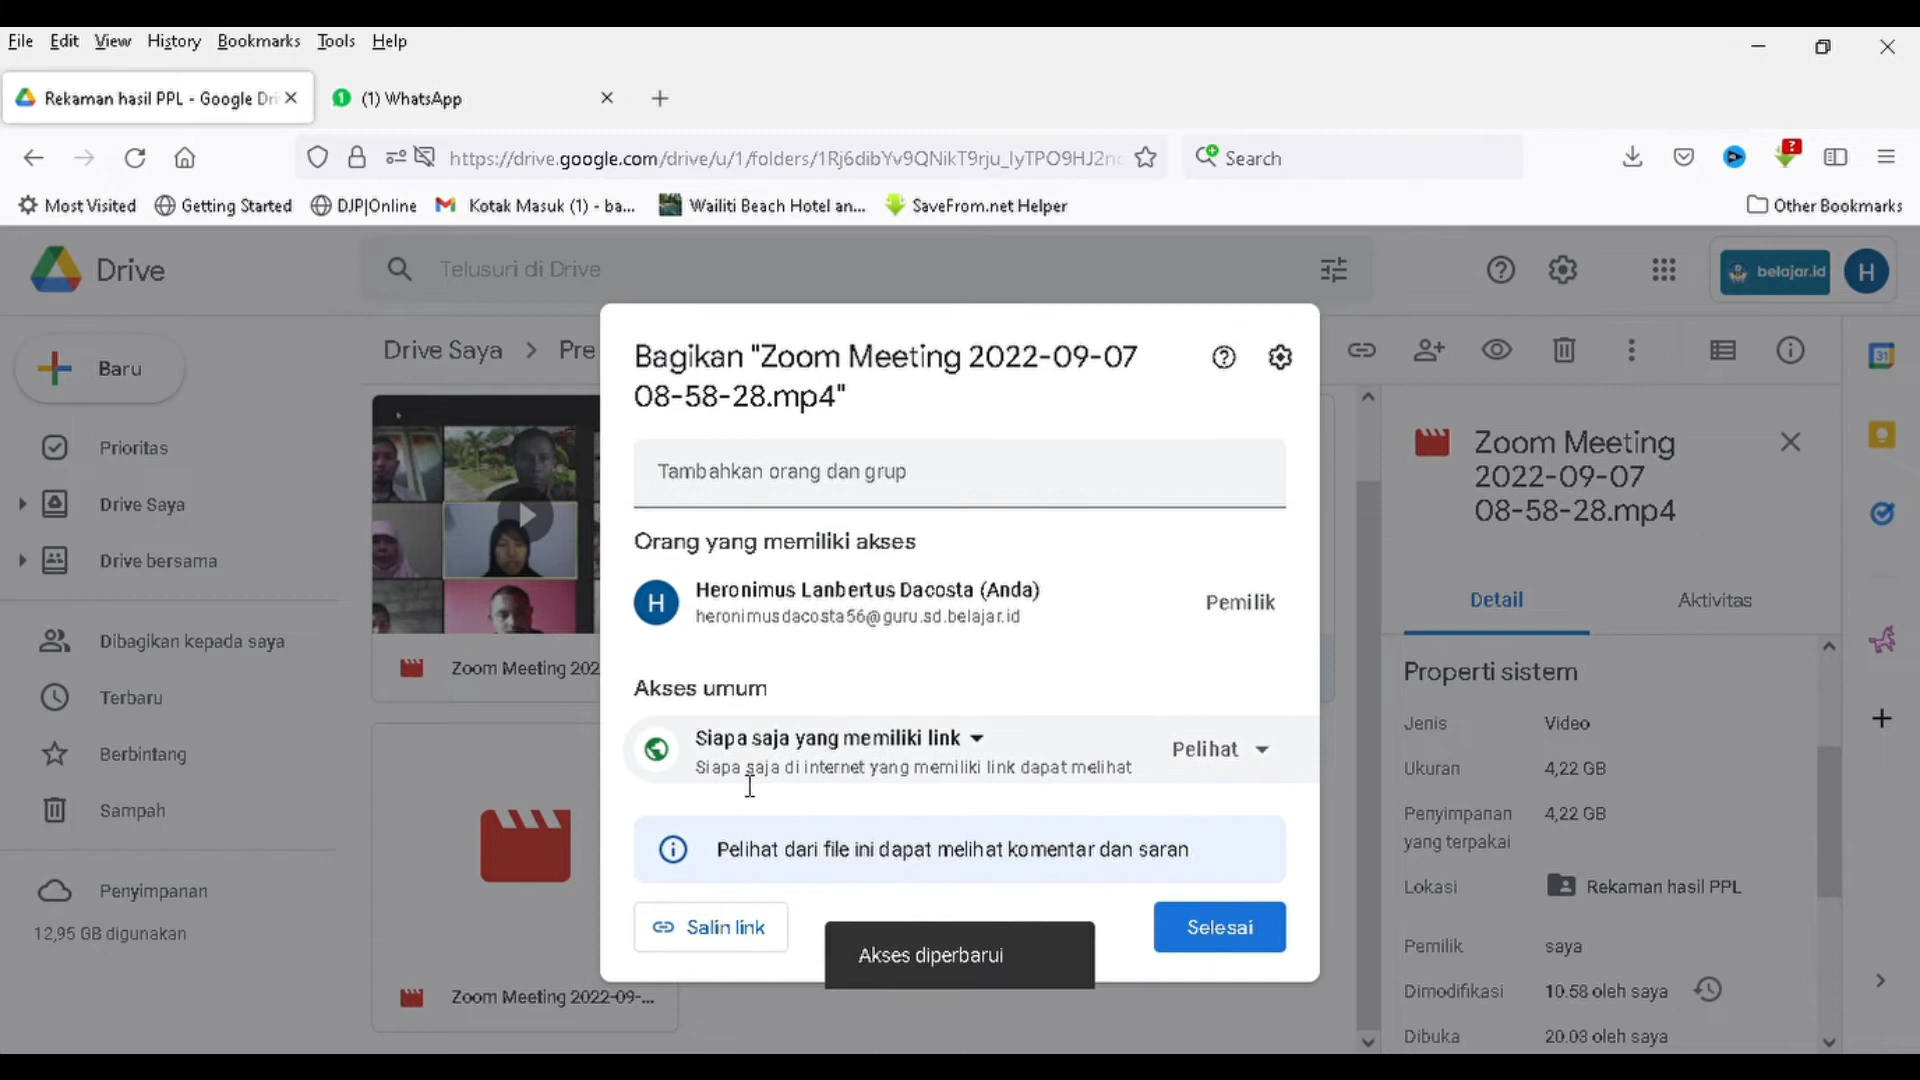 File Edit View History Bookmarks Tools Help
Rekaman hasil PPL - Google Dri
1 (1) WhatsApp
https://drive.google.com/drive/u/1/folders/1Rj6dibYv9QNikT9rju_lyTPO9HJ2nc
Search
?
Most Visited Getting Started DJP|Online Kotak Masuk (1) - ba... Wailiti Beach Hotel an... SaveFrom.net Helper Other Bookmarks
Drive
Telusuri di Drive
belajar.id
H
Baru
Prioritas
Drive Saya
Drive bersama
Dibagikan kepada saya
Terbaru
Berbintang
Sampah
Penyimpanan
12,95 GB digunakan
Drive Saya > Pre
Zoom Meeting 202
Zoom Meeting 2022-09-...
Bagikan "Zoom Meeting 2022-09-07
08-58-28.mp4"
Tambahkan orang dan grup
Orang yang memiliki akses
H
Heronimus Lanbertus Dacosta (Anda)
heronimusdacosta56@guru.sd.belajar.id
Pemilik
Akses umum
Siapa saja yang memiliki link
Siapa saja di internet yang memiliki link dapat melihat
Pelihat
Pelihat dari file ini dapat melihat komentar dan saran
Salin link
Selesai
Akses diperbarui
Zoom Meeting
2022-09-07
08-58-28.mp4
Detail Aktivitas
Properti sistem
Jenis Video
Ukuran 4,22 GB
Penyimpanan 4,22 GB
yang terpakai
Lokasi Rekaman hasil PPL
Pemilik saya
Dimodifikasi 10.58 oleh saya
Dibuka 20.03 oleh saya
31